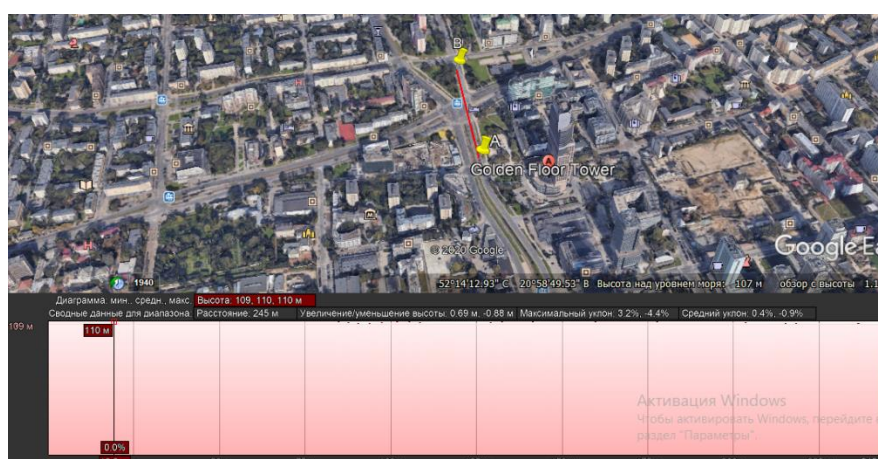 B
A
Golden Floor Tower
A
© 2020 Google
Google Ea
1940
52°14'12.93" С 20°58'49.53" В Высота над уровнем моря: 107 м обзор с высоты 1.1
Диаграмма: мин., средн., макс. Высота: 109, 110, 110 м
Сводные данные для диапазона: Расстояние: 245 м Увеличение/уменьшение высоты: 0.69 м, -0.88 м Максимальный уклон: 3.2%, -4.4% Средний уклон: 0.4%, -0.9%
109 м
110 м
Активация Windows
Чтобы активировать Windows, перейдите в
раздел "Параметры".
0.0%